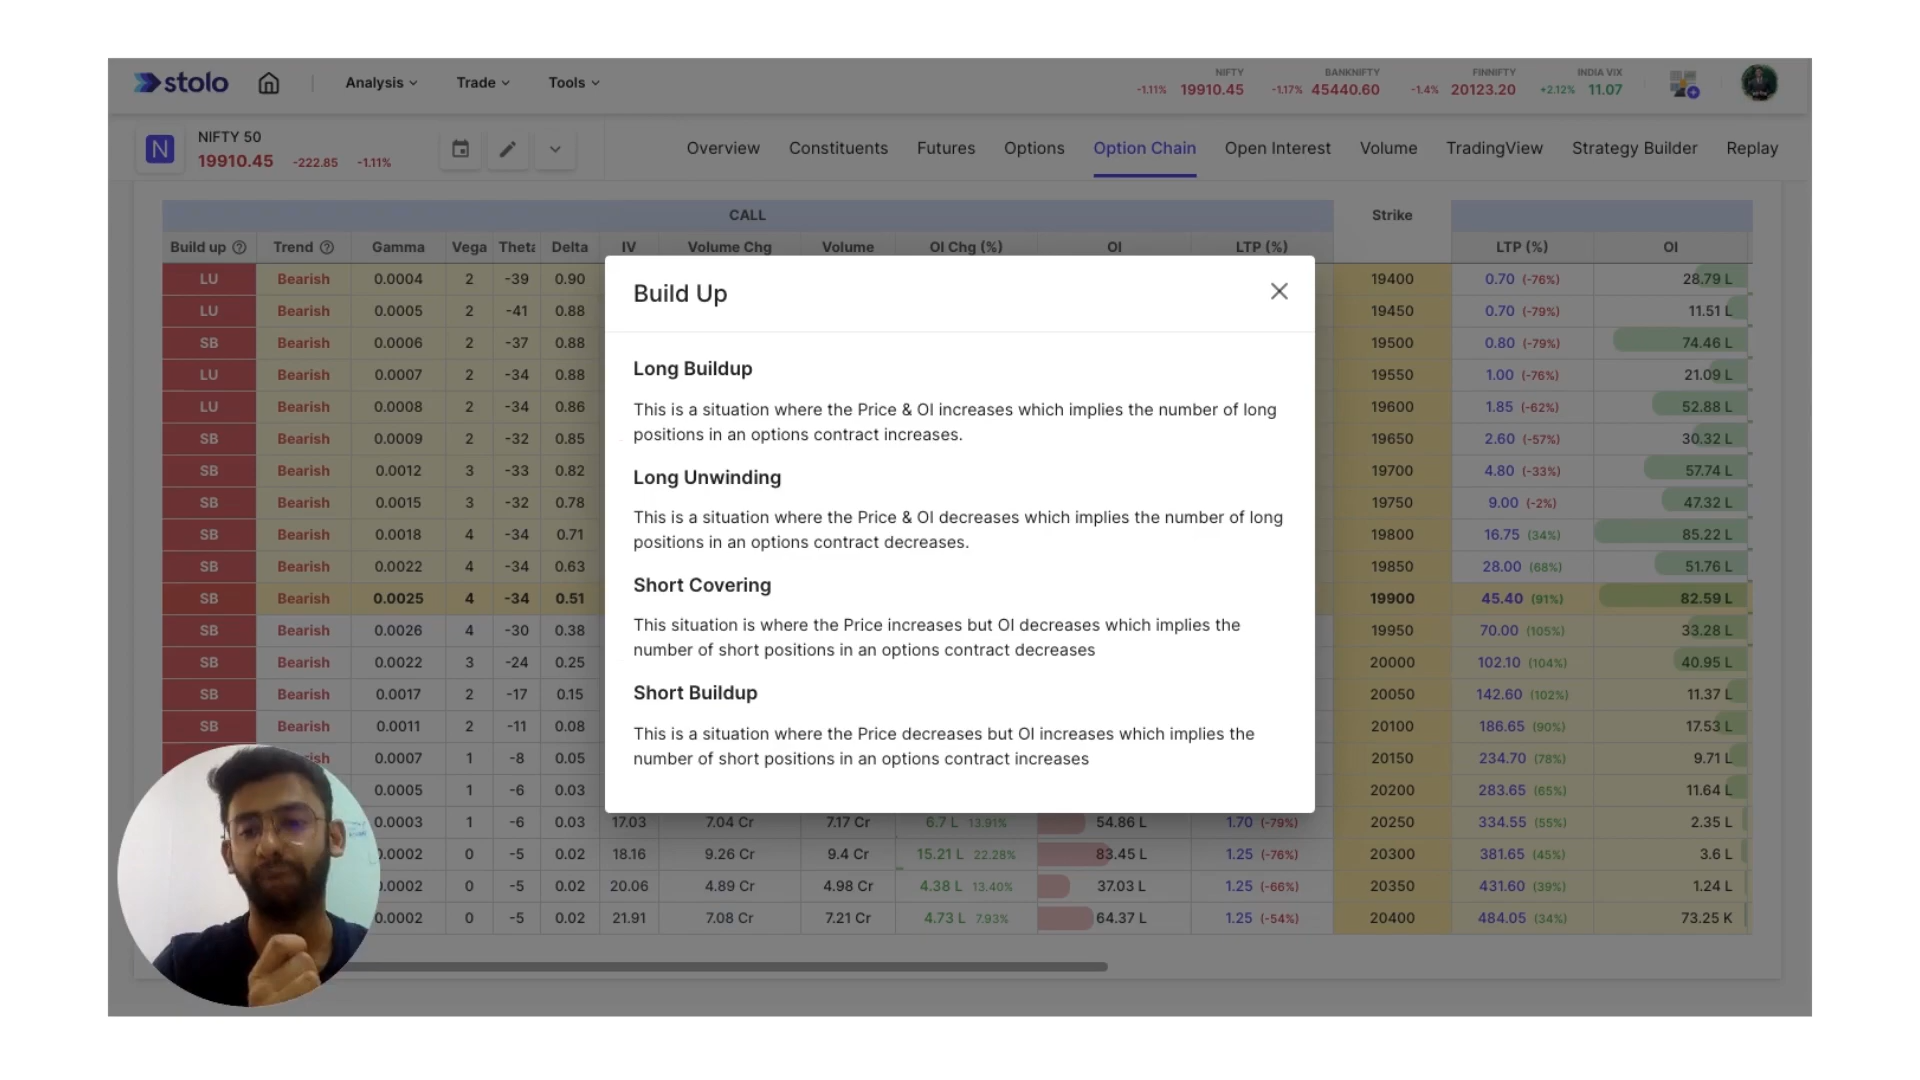 stolo
Analysis
Trade
Tools
NIFTY
-1.11% 19910.45
BANKNIFTY
-1.17% 45440.60
FINNIFTY
-1.4% 20123.20
INDIA VIX
+2.12% 11.07
N
NIFTY 50
19910.45 -222.85 -1.11%
Overview Constituents Futures Options Option Chain Open Interest Volume TradingView Strategy Builder Replay
CALL Strike
Build up Trend Gamma Vega Theta Delta IV Volume Chg Volume OI Chg (%) OI LTP (%) LTP (%) OI
LU Bearish 0.0004 2 -39 0.90 19400 0.70 (-76%) 28.79 L
LU Bearish 0.0005 2 -41 0.88 19450 0.70 (-79%) 11.51 L
SB Bearish 0.0006 2 -37 0.88 19500 0.80 (-79%) 74.46 L
LU Bearish 0.0007 2 -34 0.88 19550 1.00 (-76%) 21.09 L
LU Bearish 0.0008 2 -34 0.86 19600 1.85 (-62%) 52.88 L
SB Bearish 0.0009 2 -32 0.85 19650 2.60 (-57%) 30.32 L
SB Bearish 0.0012 3 -33 0.82 19700 4.80 (-33%) 57.74 L
SB Bearish 0.0015 3 -32 0.78 19750 9.00 (-2%) 47.32 L
SB Bearish 0.0018 4 -34 0.71 19800 16.75 (34%) 85.22 L
SB Bearish 0.0022 4 -34 0.63 19850 28.00 (68%) 51.76 L
SB Bearish 0.0025 4 -34 0.51 19900 45.40 (91%) 82.59 L
SB Bearish 0.0026 4 -30 0.38 19950 70.00 (105%) 33.28 L
SB Bearish 0.0022 3 -24 0.25 20000 102.10 (104%) 40.95 L
SB Bearish 0.0017 2 -17 0.15 20050 142.60 (102%) 11.37 L
SB Bearish 0.0011 2 -11 0.08 20100 186.65 (90%) 17.53 L
ish 0.0007 1 -8 0.05 20150 234.70 (78%) 9.71 L
0.0005 1 -6 0.03 20200 283.65 (65%) 11.64 L
0.0003 1 -6 0.03 17.03 7.04 Cr 7.17 Cr 6.7 L 13.91% 54.86 L 1.70 (-79%) 20250 334.55 (55%) 2.35 L
0.0002 0 -5 0.02 18.16 9.26 Cr 9.4 Cr 15.21 L 22.28% 83.45 L 1.25 (-76%) 20300 381.65 (45%) 3.6 L
0.0002 0 -5 0.02 20.06 4.89 Cr 4.98 Cr 4.38 L 13.40% 37.03 L 1.25 (-66%) 20350 431.60 (39%) 1.24 L
0.0002 0 -5 0.02 21.91 7.08 Cr 7.21 Cr 4.73 L 7.93% 64.37 L 1.25 (-54%) 20400 484.05 (34%) 73.25 K
Build Up
Long Buildup
This is a situation where the Price & OI increases which implies the number of long
positions in an options contract increases.
Long Unwinding
This is a situation where the Price & OI decreases which implies the number of long
positions in an options contract decreases.
Short Covering
This situation is where the Price increases but OI decreases which implies the
number of short positions in an options contract decreases
Short Buildup
This is a situation where the Price decreases but OI increases which implies the
number of short positions in an options contract increases